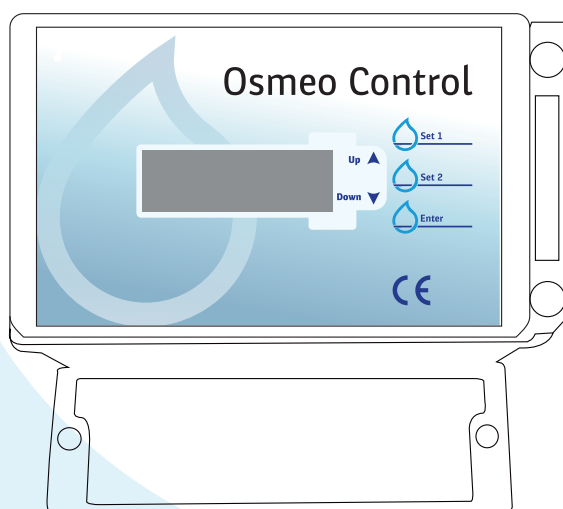 Osmeo Control
Set 1
Up
Set 2
Down
Enter
CE